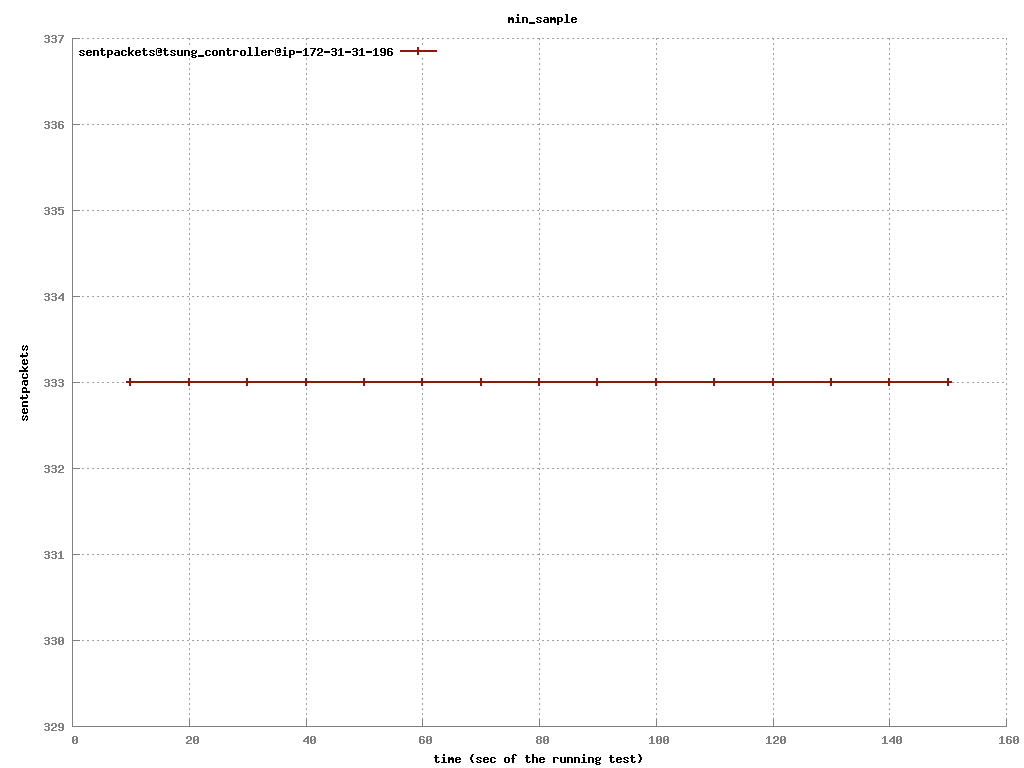 min_sample
337
sentpackets@tsung_controller@ip-172-31-31-196
336
335
334
333
332
331
330
329
sentpackets
0 20 40 60 80 100 120 140 160
time (sec of the running test)